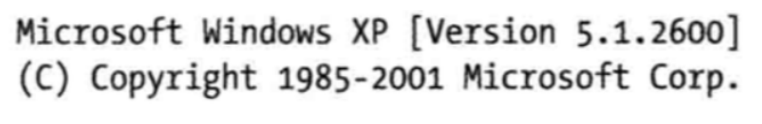 Microsoft Windows XP [Version 5.1.2600]
(C) Copyright 1985-2001 Microsoft Corp.